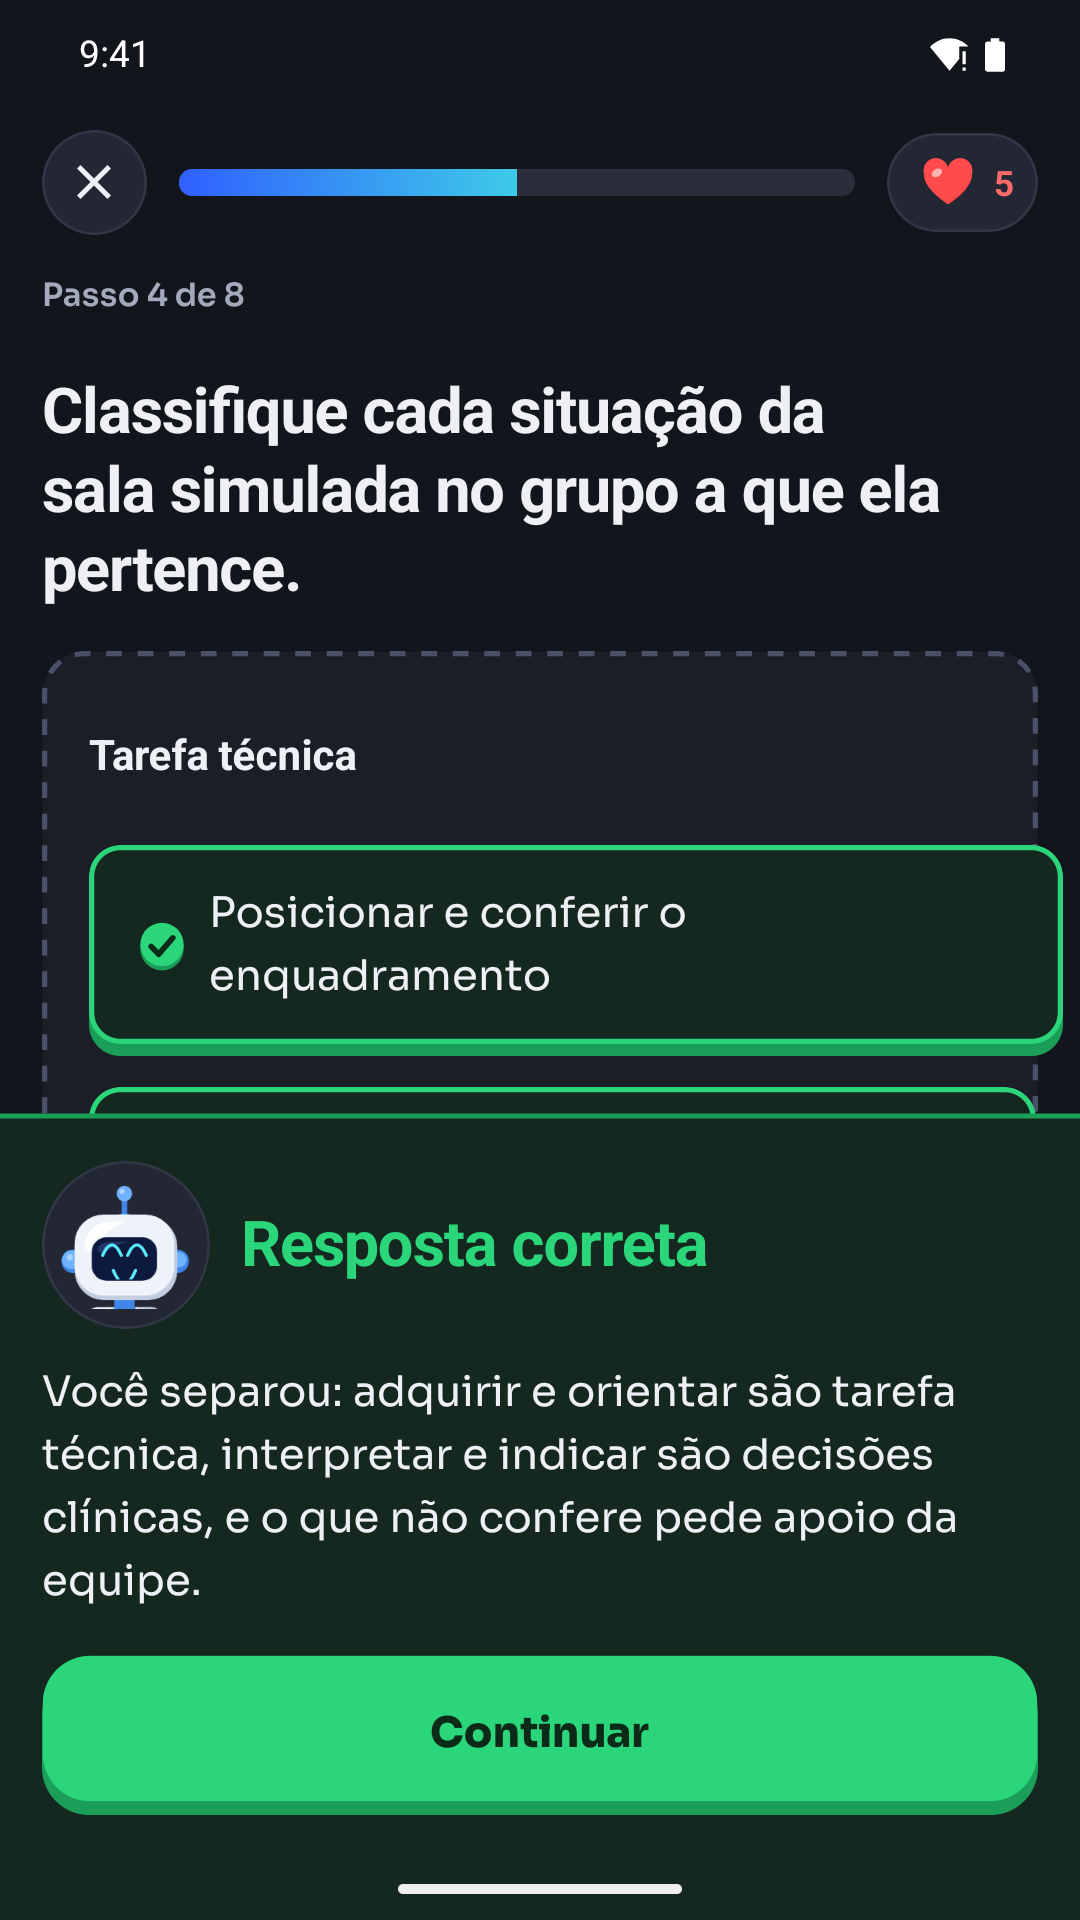 9:41
5
Passo 4 de 8
Classifique cada situação da
sala simulada no grupo a que ela
pertence.
Tarefa técnica
Posicionar e conferir o
enquadramento
Resposta correta
Você separou: adquirir e orientar são tarefa
técnica, interpretar e indicar são decisões
clínicas, e o que não confere pede apoio da
equipe.
Continuar